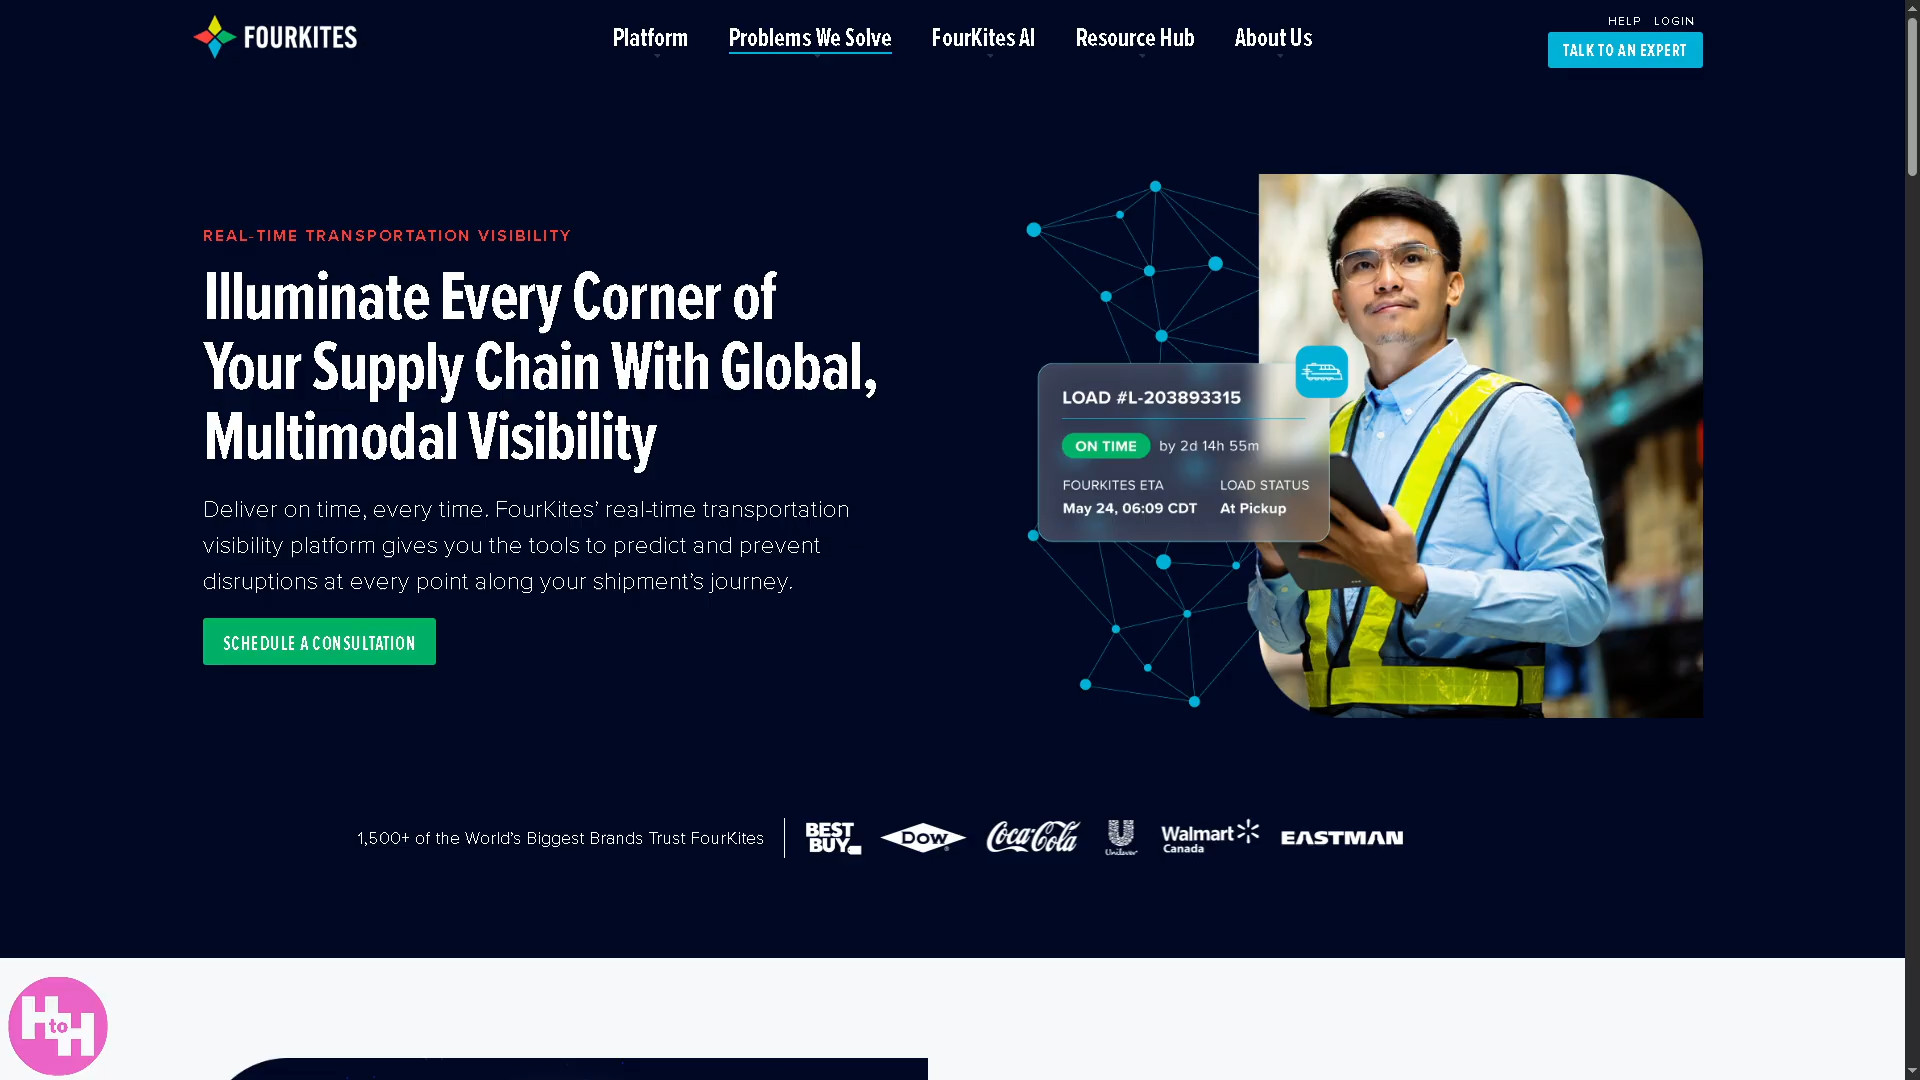 FOURKITES
Platform
Problems We Solve
FourKites AI
Resource Hub
About Us
HELP
LOGIN
TALK TO AN EXPERT
REAL-TIME TRANSPORTATION VISIBILITY
Illuminate Every Corner of
Your Supply Chain With Global,
Multimodal Visibility
Deliver on time, every time. FourKites’ real-time transportation
visibility platform gives you the tools to predict and prevent
disruptions at every point along your shipment’s journey.
SCHEDULE A CONSULTATION
LOAD #L-203893315
ON TIME by 2d 14h 55m
FOURKITES ETA LOAD STATUS
May 24, 06:09 CDT At Pickup
1,500+ of the World’s Biggest Brands Trust FourKites
BEST
BUY
Dow
Coca-Cola
Unilever
Walmart
Canada
EASTMAN
H to H